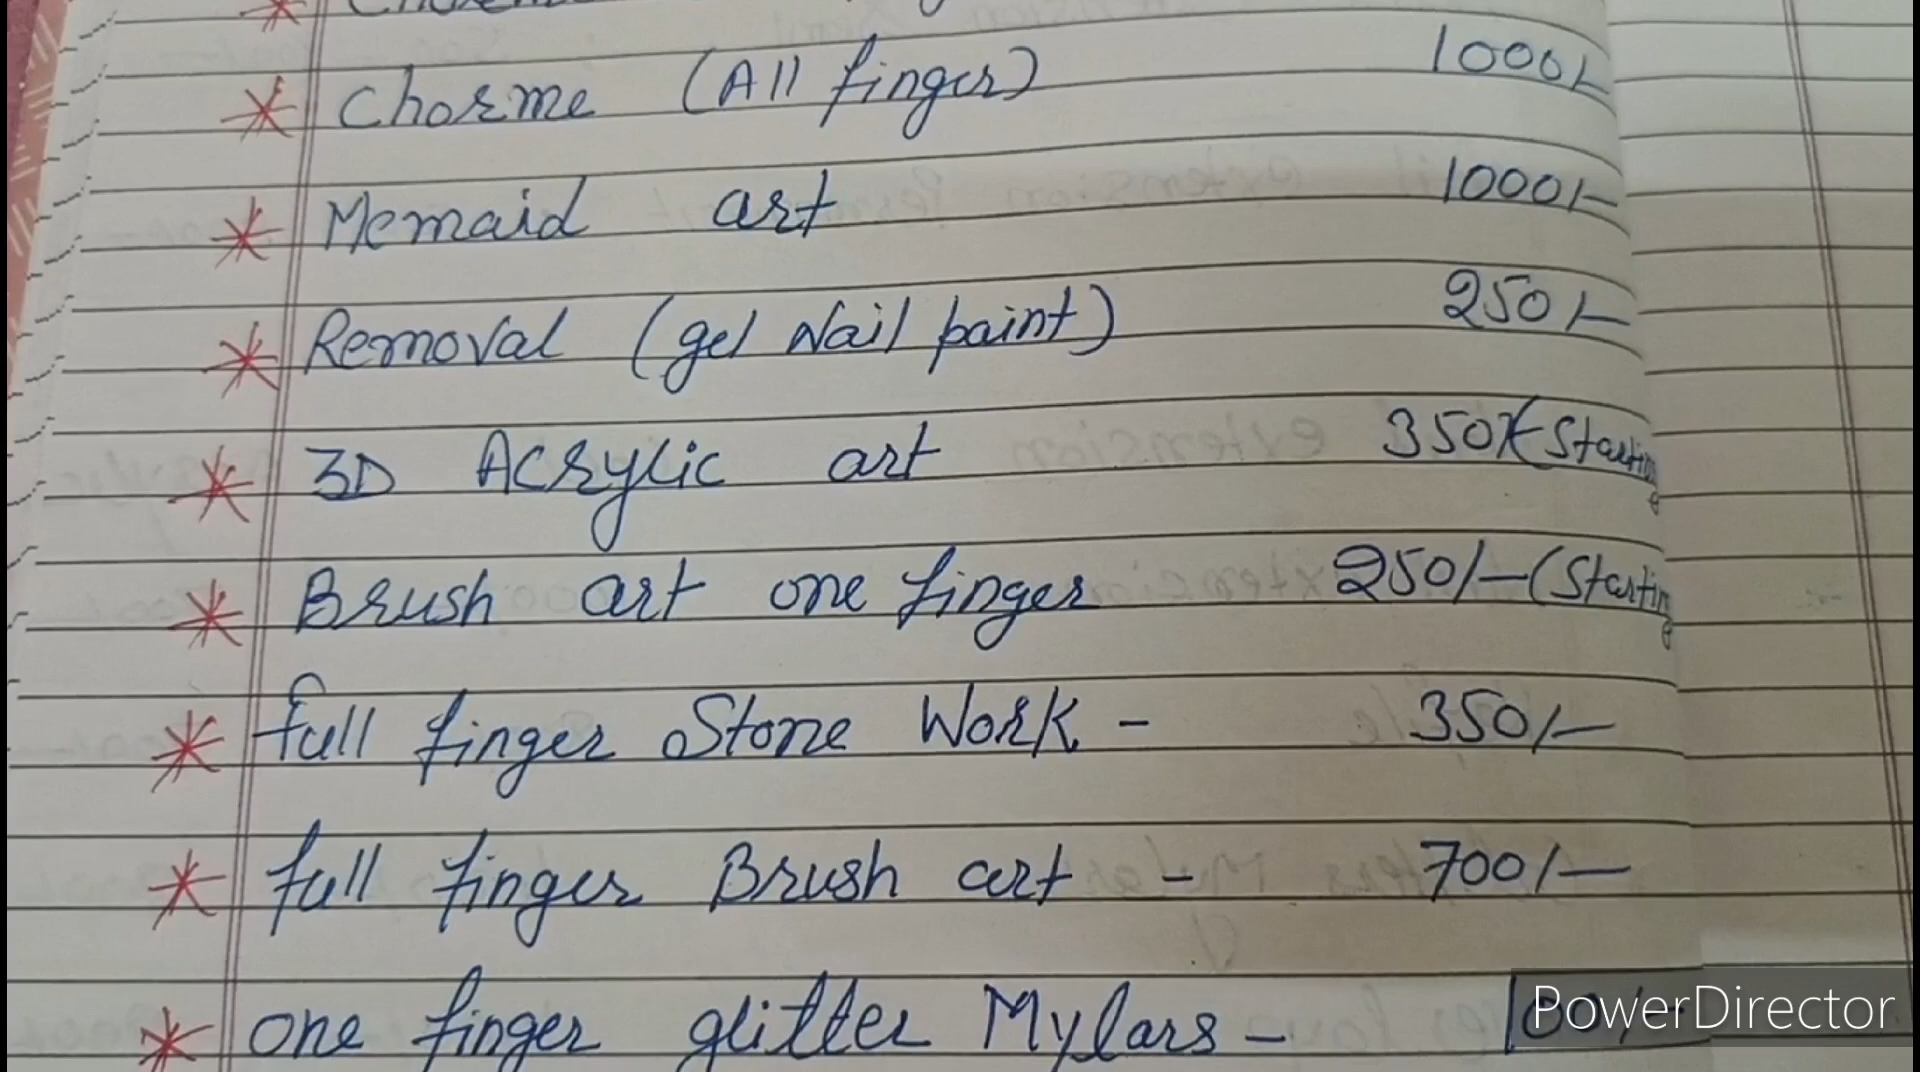 * Chorme (All finger) 1000/-
* Memaid art 1000/-
* Removal (gel Nail paint) 250/-
* 3D Acrylic art 350/-(Starting
* Brush art one finger 250/-(Starting
* full finger Stone Work - 350/-
* full finger Brush art - 700/-
* one finger glitter Mylars - 100/-
PowerDirector